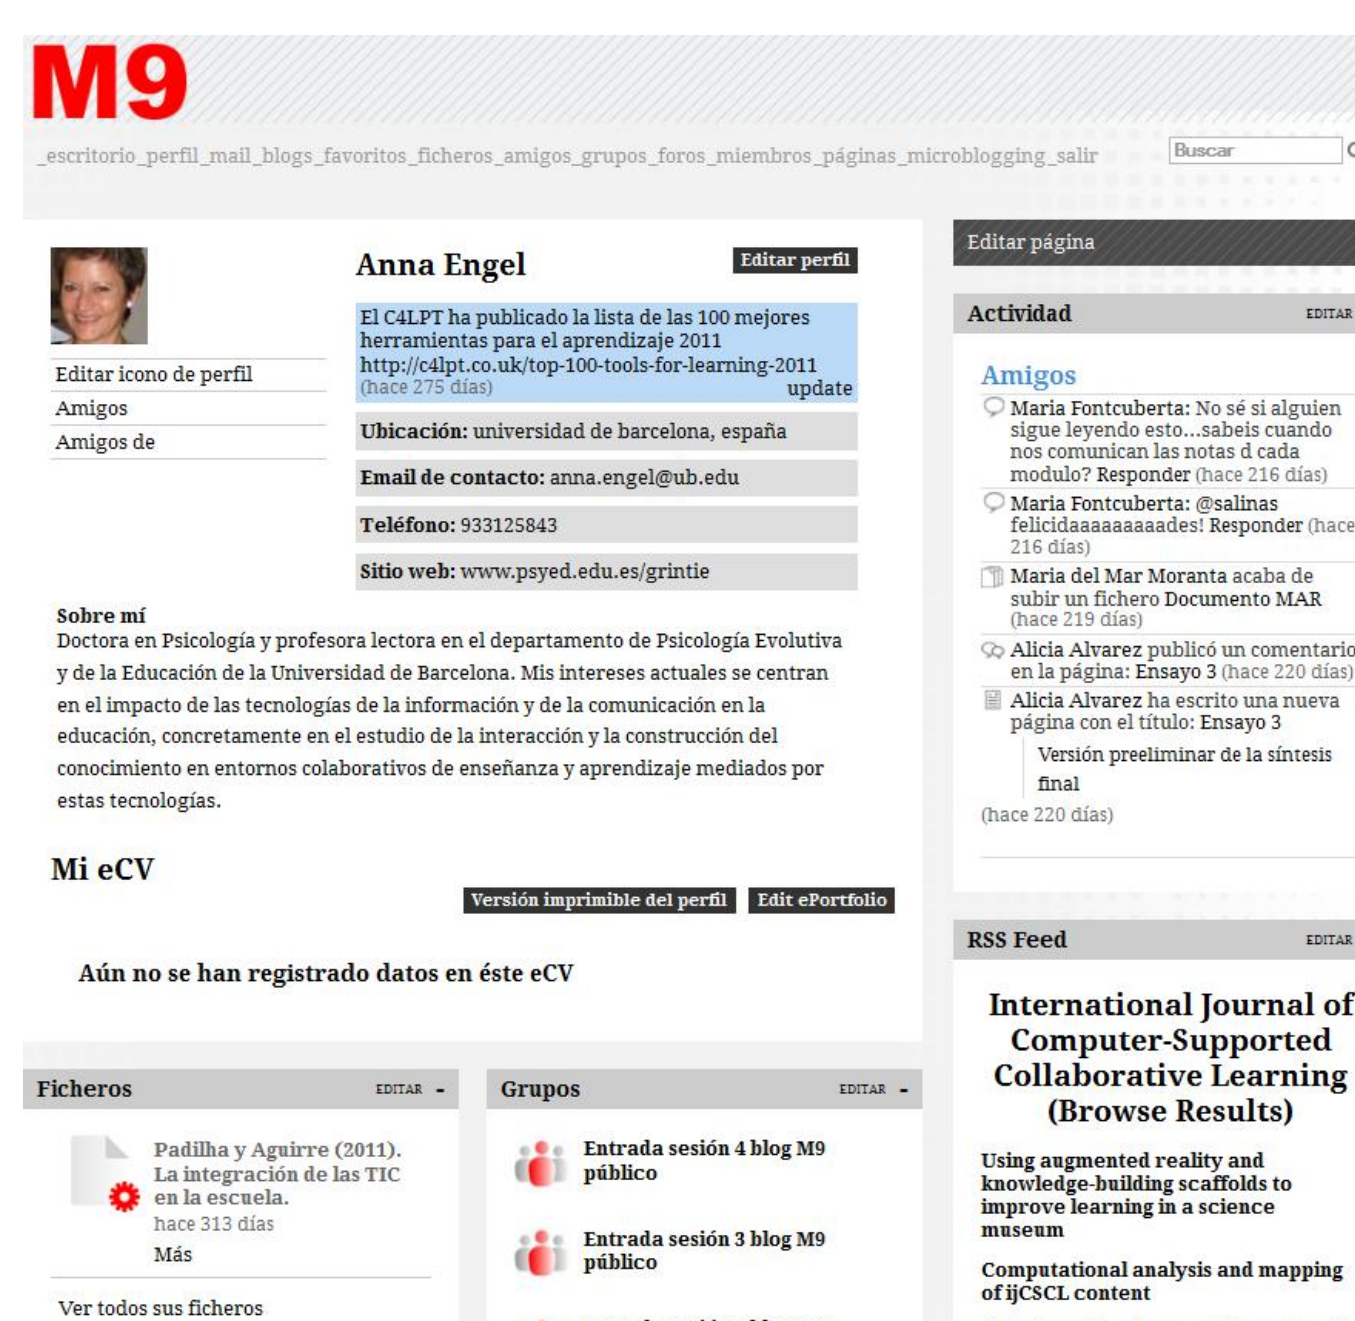 M9
_escritorio_perfil_mail_blogs_favoritos_ficheros_amigos_grupos_foros_miembros_páginas_microblogging_salir
Buscar
Editar icono de perfil
Amigos
Amigos de
Anna Engel
Editar perfil
El C4LPT ha publicado la lista de las 100 mejores
herramientas para el aprendizaje 2011
http://c4lpt.co.uk/top-100-tools-for-learning-2011
(hace 275 días)
update
Ubicación: universidad de barcelona, españa
Email de contacto: anna.engel@ub.edu
Teléfono: 933125843
Sitio web: www.psyed.edu.es/grintie
Sobre mí
Doctora en Psicología y profesora lectora en el departamento de Psicología Evolutiva
y de la Educación de la Universidad de Barcelona. Mis intereses actuales se centran
en el impacto de las tecnologías de la información y de la comunicación en la
educación, concretamente en el estudio de la interacción y la construcción del
conocimiento en entornos colaborativos de enseñanza y aprendizaje mediados por
estas tecnologías.
Mi eCV
Versión imprimible del perfil
Edit ePortfolio
Aún no se han registrado datos en éste eCV
Ficheros
EDITAR -
Padilha y Aguirre (2011).
La integración de las TIC
en la escuela.
hace 313 días
Más
Ver todos sus ficheros
Grupos
EDITAR -
Entrada sesión 4 blog M9
público
Entrada sesión 3 blog M9
público
Editar página
Actividad
EDITAR
Amigos
Maria Fontcuberta: No sé si alguien
sigue leyendo esto...sabeis cuando
nos comunican las notas d cada
modulo? Responder (hace 216 días)
Maria Fontcuberta: @salinas
felicidaaaaaaaaades! Responder (hace
216 días)
Maria del Mar Moranta acaba de
subir un fichero Documento MAR
(hace 219 días)
Alicia Alvarez publicó un comentario
en la página: Ensayo 3 (hace 220 días)
Alicia Alvarez ha escrito una nueva
página con el título: Ensayo 3
Versión preeliminar de la síntesis
final
(hace 220 días)
RSS Feed
EDITAR
International Journal of
Computer-Supported
Collaborative Learning
(Browse Results)
Using augmented reality and
knowledge-building scaffolds to
improve learning in a science
museum
Computational analysis and mapping
of ijCSCL content